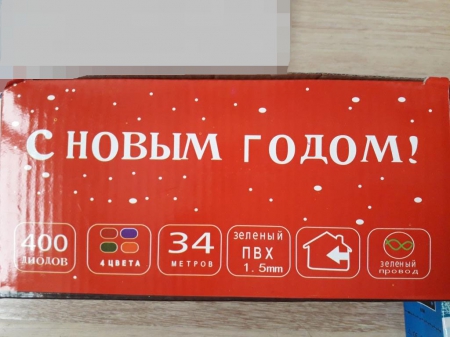 С НОВЫМ ГОДОМ!
400
ДИОДОВ
4 ЦВЕТА
34
МЕТРОВ
зеленый
ПВХ
1.5mm
зеленый
провод